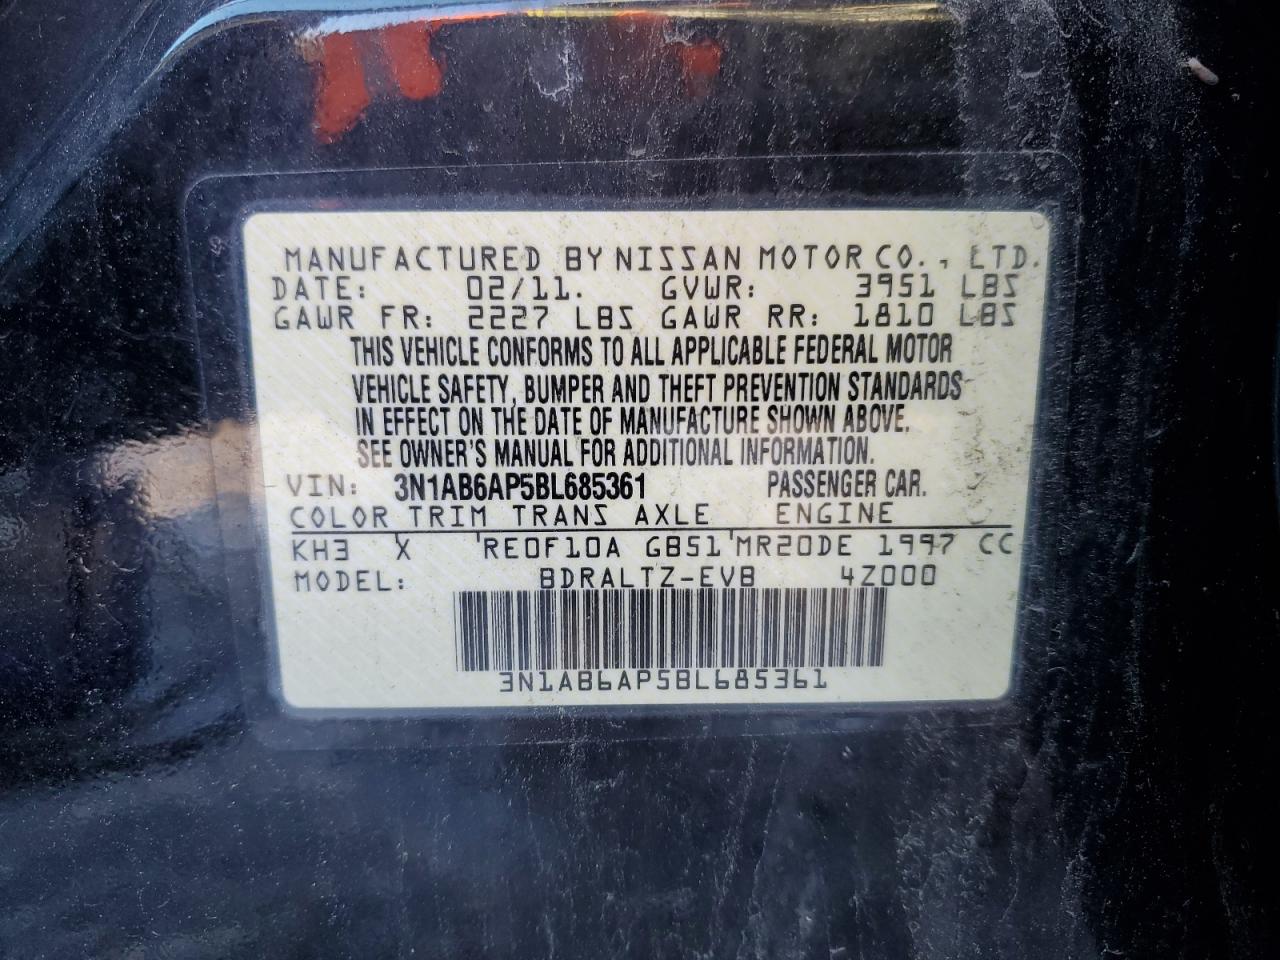 MANUFACTURED BY NISSAN MOTOR CO., LTD.
DATE: 02/11. GVWR: 3951 LBS
GAWR FR: 2227 LBS GAWR RR: 1810 LBS
THIS VEHICLE CONFORMS TO ALL APPLICABLE FEDERAL MOTOR
VEHICLE SAFETY, BUMPER AND THEFT PREVENTION STANDARDS
IN EFFECT ON THE DATE OF MANUFACTURE SHOWN ABOVE.
SEE OWNER'S MANUAL FOR ADDITIONAL INFORMATION.
VIN: 3N1AB6AP5BL685361 PASSENGER CAR.
COLOR TRIM TRANS AXLE ENGINE
KH3 X RE0F10A GB51 MR20DE 1997 CC
MODEL: BDRALTZ-EVB 4Z000
3N1AB6AP5BL685361